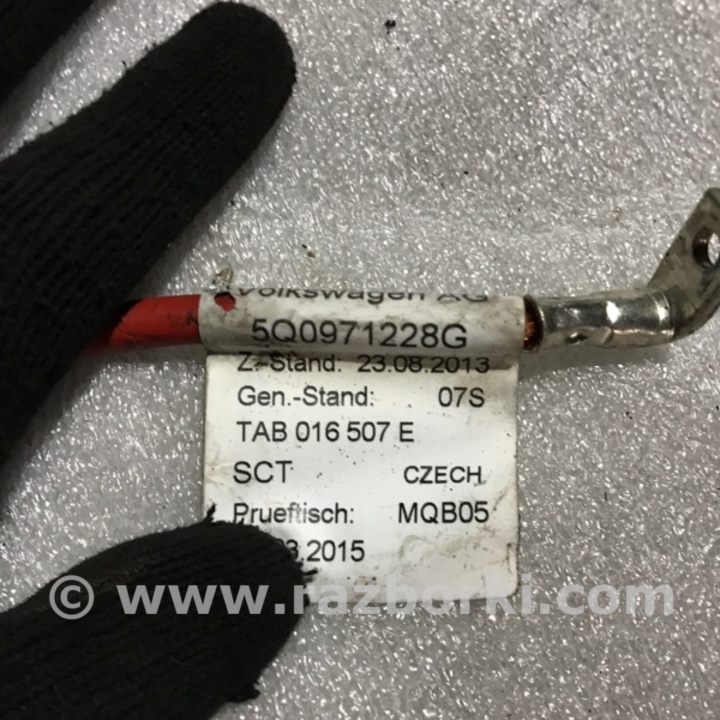 Volkswagen AG
5Q0971228G
Z.-Stand: 23.08.2013
Gen.-Stand: 07S
TAB 016 507 E
SCT CZECH
Prueftisch: MQB05
.2015
© www.razborki.com